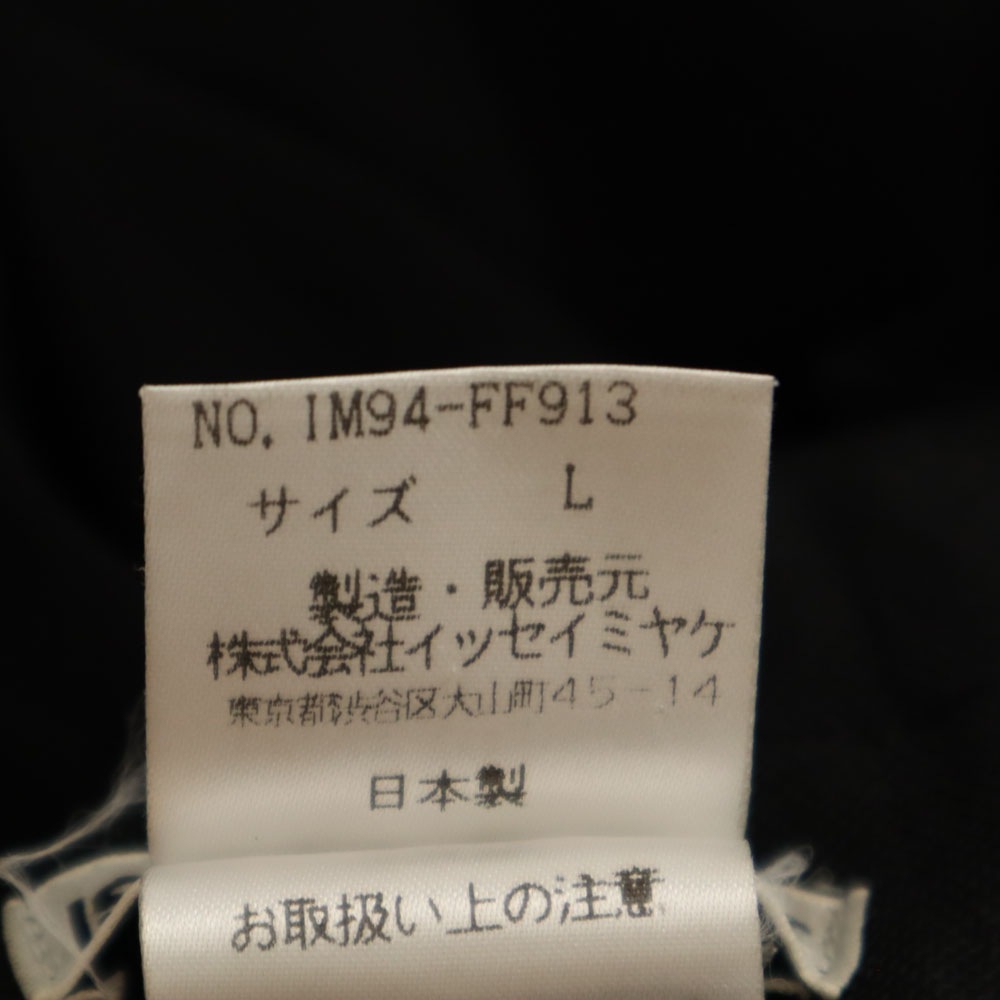 NO. IM94-FF913
サイズ L
製造・販売元
株式会社イッセイミヤケ
東京都渋谷区大山町45-14
日本製
お取扱い上の注意